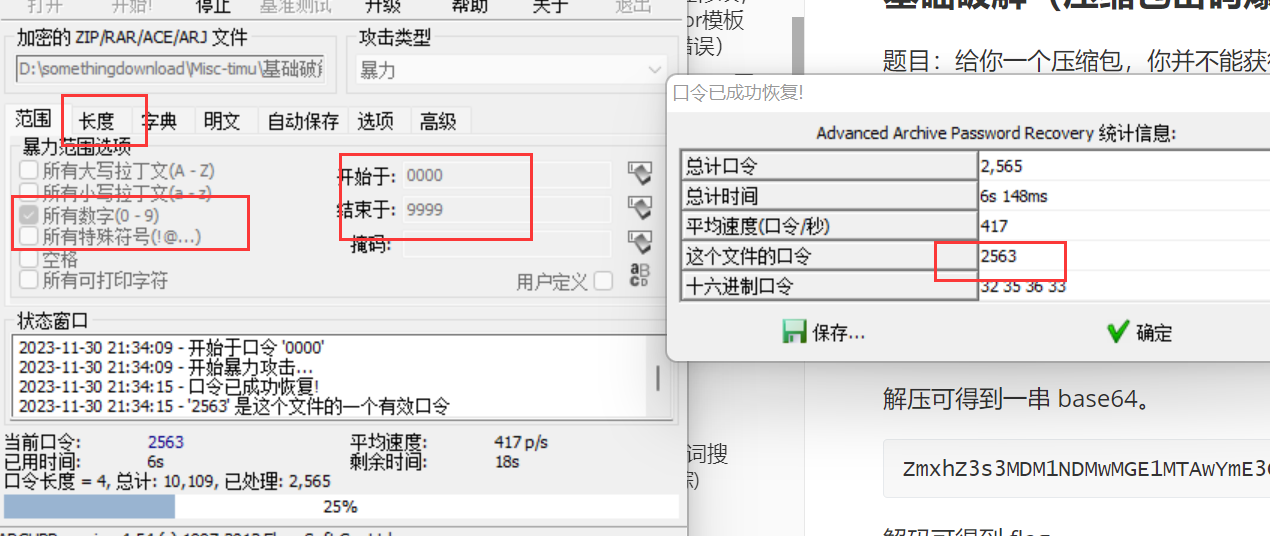 打开 开始! 停止 基准测试 升级 帮助 关于 退出
加密的 ZIP/RAR/ACE/ARJ 文件
D:\somethingdownload\Misc-timu\基础破
攻击类型
暴力
范围 长度 字典 明文 自动保存 选项 高级
暴力范围选项
所有大写拉丁文(A - Z)
所有小写拉丁文(a - z)
所有数字(0 - 9)
所有特殊符号(!@...)
空格
所有可打印字符
开始于: 0000
结束于: 9999
掩码:
用户定义
状态窗口
2023-11-30 21:34:09 - 开始于口令 '0000'
2023-11-30 21:34:09 - 开始暴力攻击...
2023-11-30 21:34:15 - 口令已成功恢复!
2023-11-30 21:34:15 - '2563' 是这个文件的一个有效口令
当前口令: 2563 平均速度: 417 p/s
已用时间: 6s 剩余时间: 18s
口令长度 = 4, 总计: 10,109, 已处理: 2,565
25%
or模板
错误）
词搜
题目：给你一个压缩包，你并不能获
口令已成功恢复!
Advanced Archive Password Recovery 统计信息:
总计口令 2,565
总计时间 6s 148ms
平均速度(口令/秒) 417
这个文件的口令 2563
十六进制口令 32 35 36 33
保存... 确定
解压可得到一串 base64。
ZmxhZ3s3MDM1NDMwMGE1MTAwYmE3
解码可得到 flag